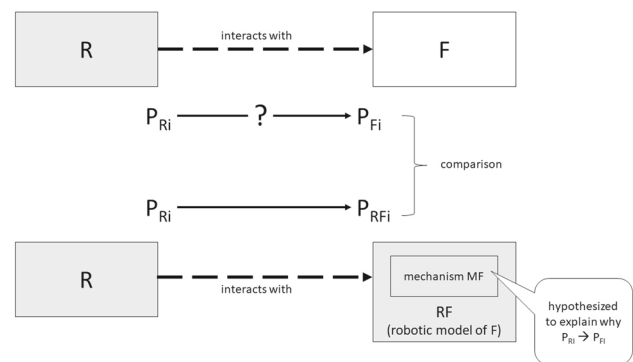 R
interacts with
F
P_Ri ? P_Fi
comparison
P_Ri P_RFi
R
interacts with
mechanism MF
RF
(robotic model of F)
hypothesized
to explain why
P_RI → P_FI